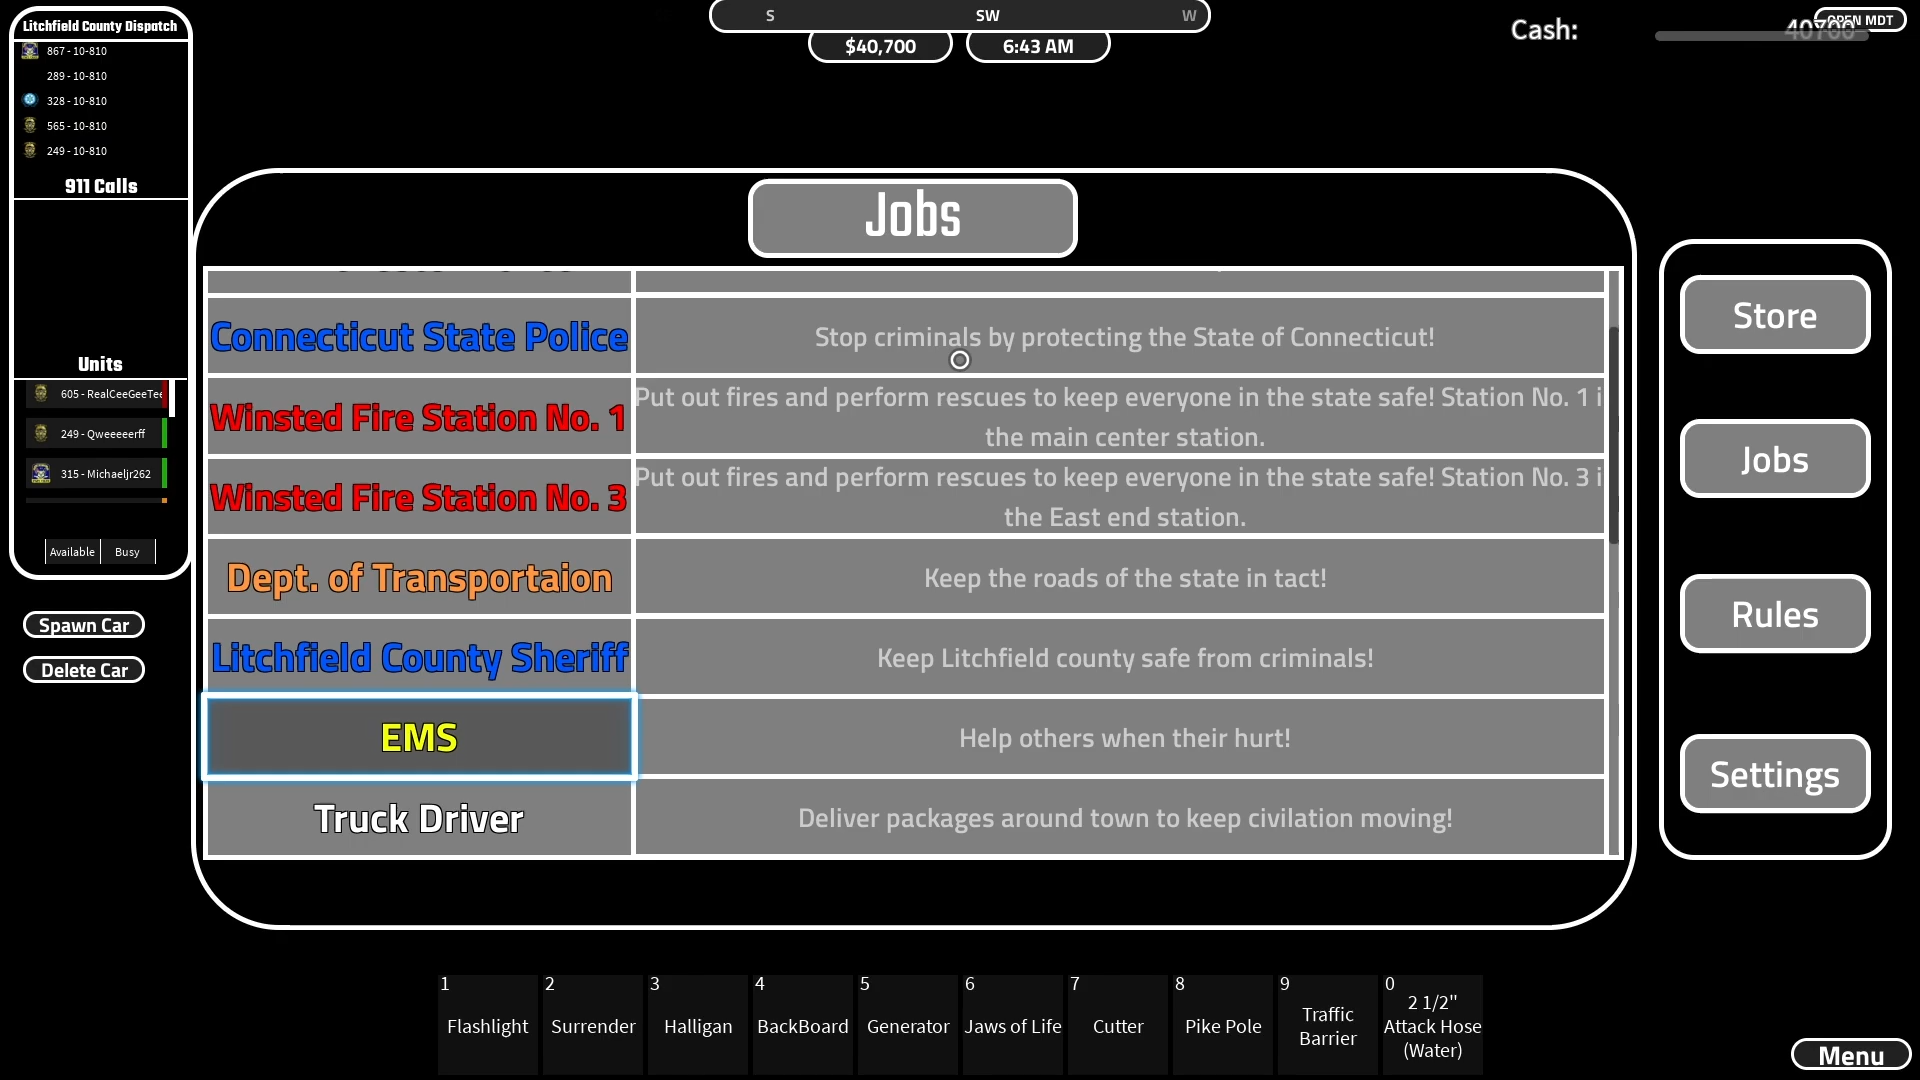 Litchfield County Dispatch
867 - 10-810
289 - 10-810
328 - 10-810
565 - 10-810
249 - 10-810
911 Calls
Units
605 - RealCeeGeeTee
249 - Qweeeeerff
315 - Michaeljr262
Available Busy
Spawn Car
Delete Car
S SW W
$40,700 6:43 AM
Cash: 40700
OPEN MDT
Jobs
Connecticut State Police
Stop criminals by protecting the State of Connecticut!
Winsted Fire Station No. 1
Put out fires and perform rescues to keep everyone in the state safe! Station No. 1 i
the main center station.
Winsted Fire Station No. 3
Put out fires and perform rescues to keep everyone in the state safe! Station No. 3 i
the East end station.
Dept. of Transportaion
Keep the roads of the state in tact!
Litchfield County Sheriff
Keep Litchfield county safe from criminals!
EMS
Help others when their hurt!
Truck Driver
Deliver packages around town to keep civilation moving!
Store
Jobs
Rules
Settings
1 Flashlight
2 Surrender
3 Halligan
4 BackBoard
5 Generator
6 Jaws of Life
7 Cutter
8 Pike Pole
9 Traffic
Barrier
0
2 1/2"
Attack Hose
(Water)
Menu